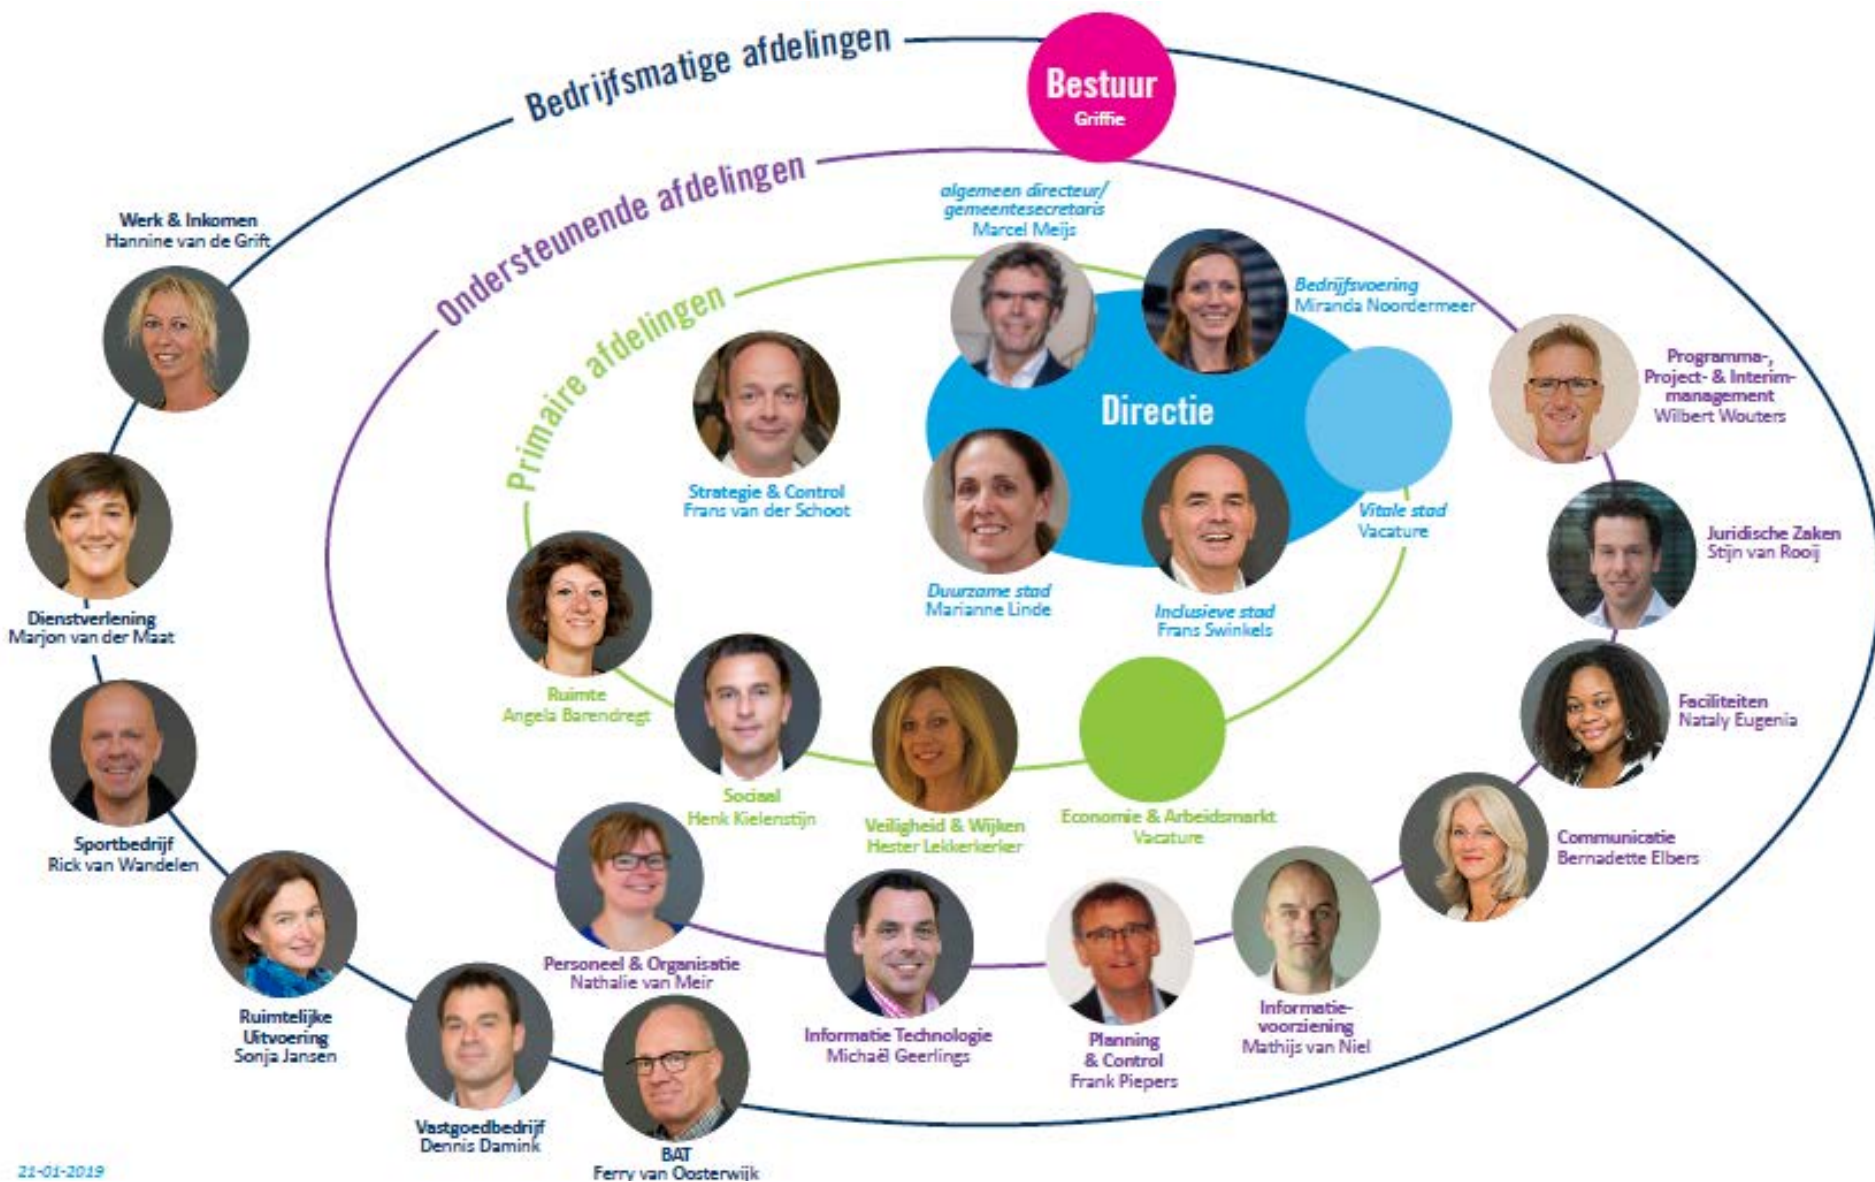 Bedrijfsmatige afdelingen
Bestuur
Griffie
Ondersteunende afdelingen
Primaire afdelingen
algemeen directeur/
gemeentesecretaris
Marcel Meijs
Bedrijfsvoering
Miranda Noordermeer
Directie
Vitale stad
Vacature
Strategie & Control
Frans van der Schoot
Duurzame stad
Marianne Linde
Inclusieve stad
Frans Swinkels
Werk & Inkomen
Hannine van de Grift
Dienstverlening
Marjon van der Maat
Sportbedrijf
Rick van Wandelen
Ruimtelijke
Uitvoering
Sonja Jansen
Vastgoedbedrijf
Dennis Damink
BAT
Ferry van Oosterwijk
Ruimte
Angela Barendregt
Sociaal
Henk Kielenstijn
Veiligheid & Wijken
Hester Lekkerkerker
Economie & Arbeidsmarkt
Vacature
Personeel & Organisatie
Nathalie van Meir
Informatie Technologie
Michaël Geerlings
Planning
& Control
Frank Piepers
Informatie-
voorziening
Mathijs van Niel
Communicatie
Bernadette Elbers
Faciliteiten
Nataly Eugenia
Juridische Zaken
Stijn van Rooij
Programma-,
Project- & Interim-
management
Wilbert Wouters
21-01-2019